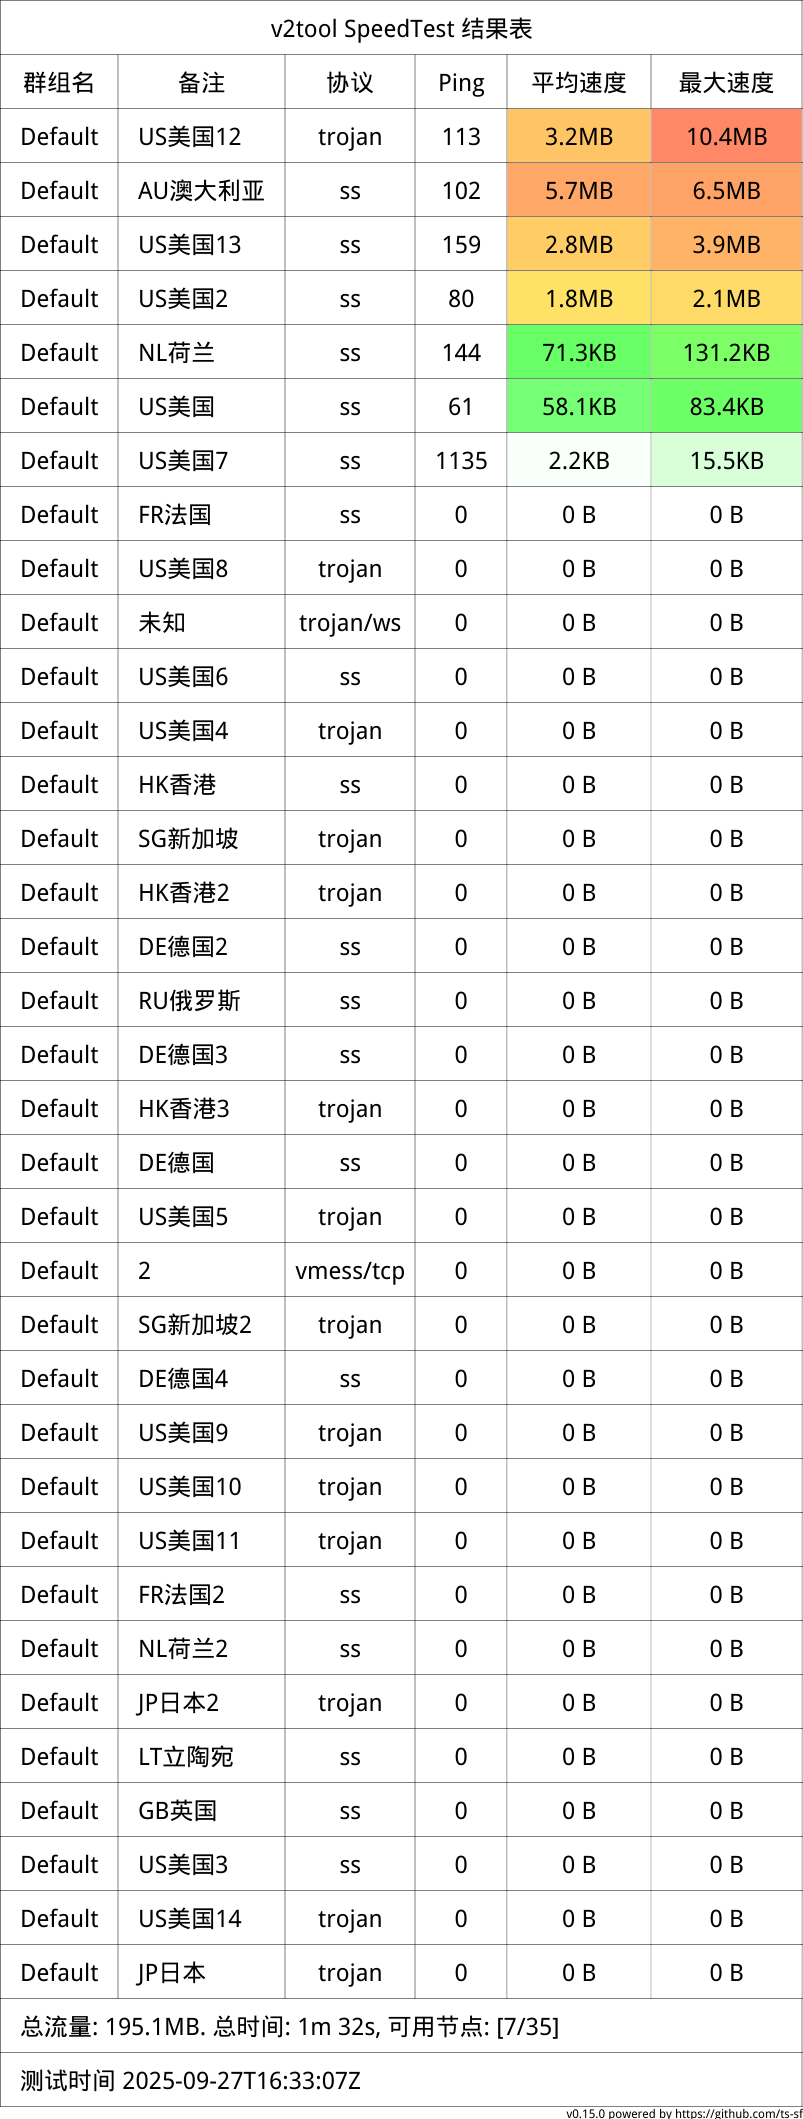 v2tool SpeedTest 结果表
群组名 备注 协议 Ping 平均速度 最大速度
Default US美国12 trojan 113 3.2MB 10.4MB
Default AU澳大利亚 ss 102 5.7MB 6.5MB
Default US美国13 ss 159 2.8MB 3.9MB
Default US美国2 ss 80 1.8MB 2.1MB
Default NL荷兰 ss 144 71.3KB 131.2KB
Default US美国 ss 61 58.1KB 83.4KB
Default US美国7 ss 1135 2.2KB 15.5KB
Default FR法国 ss 0 0 B 0 B
Default US美国8 trojan 0 0 B 0 B
Default 未知 trojan/ws 0 0 B 0 B
Default US美国6 ss 0 0 B 0 B
Default US美国4 trojan 0 0 B 0 B
Default HK香港 ss 0 0 B 0 B
Default SG新加坡 trojan 0 0 B 0 B
Default HK香港2 trojan 0 0 B 0 B
Default DE德国2 ss 0 0 B 0 B
Default RU俄罗斯 ss 0 0 B 0 B
Default DE德国3 ss 0 0 B 0 B
Default HK香港3 trojan 0 0 B 0 B
Default DE德国 ss 0 0 B 0 B
Default US美国5 trojan 0 0 B 0 B
Default 2 vmess/tcp 0 0 B 0 B
Default SG新加坡2 trojan 0 0 B 0 B
Default DE德国4 ss 0 0 B 0 B
Default US美国9 trojan 0 0 B 0 B
Default US美国10 trojan 0 0 B 0 B
Default US美国11 trojan 0 0 B 0 B
Default FR法国2 ss 0 0 B 0 B
Default NL荷兰2 ss 0 0 B 0 B
Default JP日本2 trojan 0 0 B 0 B
Default LT立陶宛 ss 0 0 B 0 B
Default GB英国 ss 0 0 B 0 B
Default US美国3 ss 0 0 B 0 B
Default US美国14 trojan 0 0 B 0 B
Default JP日本 trojan 0 0 B 0 B
总流量: 195.1MB. 总时间: 1m 32s, 可用节点: [7/35]
测试时间 2025-09-27T16:33:07Z
v0.15.0 powered by https://github.com/ts-sf